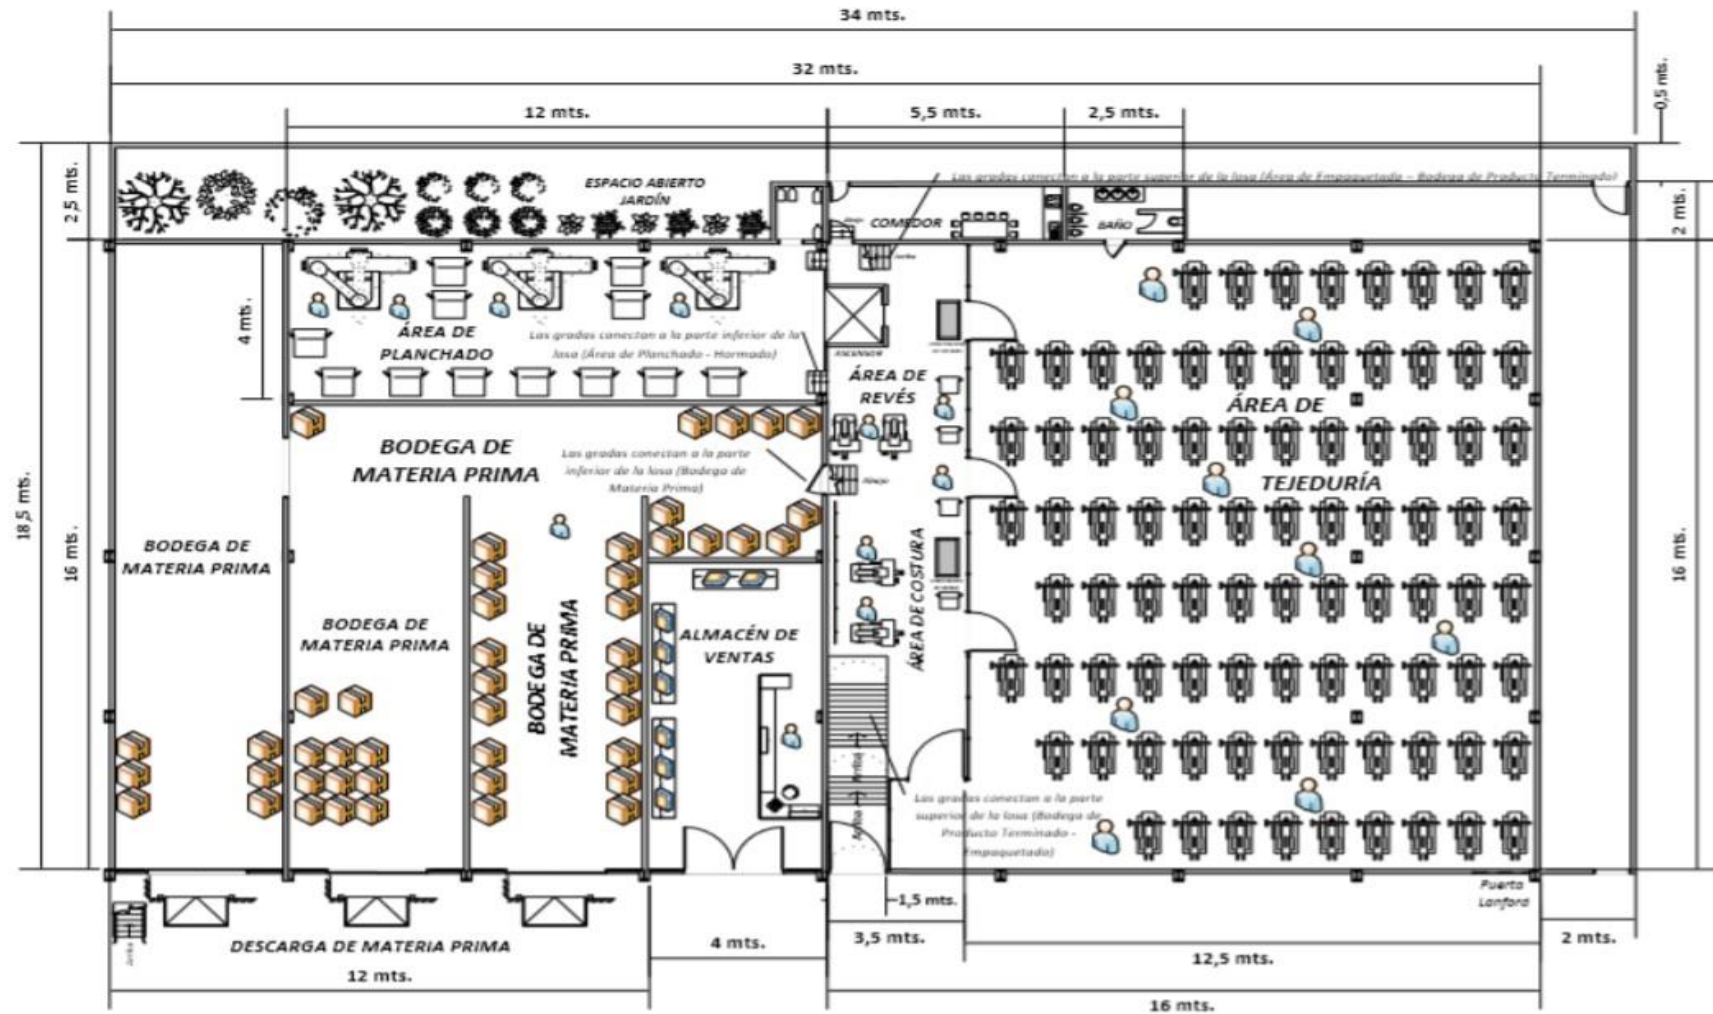 34 mts.
32 mts.
0,5 mts.
12 mts.
5,5 mts.
2,5 mts.
2,5 mts.
ESPACIO ABIERTO
JARDÍN
Las gradas conectan a la parte superior de la losa (Área de Empaquetado – Bodega de Producto Terminado)
COMEDOR
BAÑO
2 mts.
Arriba
4 mts.
ÁREA DE
PLANCHADO
Las gradas conectan a la parte inferior de la
losa (Área de Planchado - Hormado)
ASCENSOR
ÁREA DE
REVÉS
ÁREA DE
TEJEDURÍA
BODEGA DE
MATERIA PRIMA
Las gradas conectan a la parte
inferior de la losa (Bodega de
Materia Prima)
Abajo
18,5 mts.
16 mts.
16 mts.
BODEGA DE
MATERIA PRIMA
BODEGA DE
MATERIA PRIMA
BODEGA DE
MATERIA PRIMA
ALMACÉN DE
VENTAS
ÁREA DE COSTURA
Arriba
Arriba
Las gradas conectan a la parte
superior de la losa (Bodega de
Producto Terminado -
Empaquetado)
Puerta
Lanford
DESCARGA DE MATERIA PRIMA
Arriba
1,5 mts.
4 mts.
3,5 mts.
2 mts.
12,5 mts.
12 mts.
16 mts.